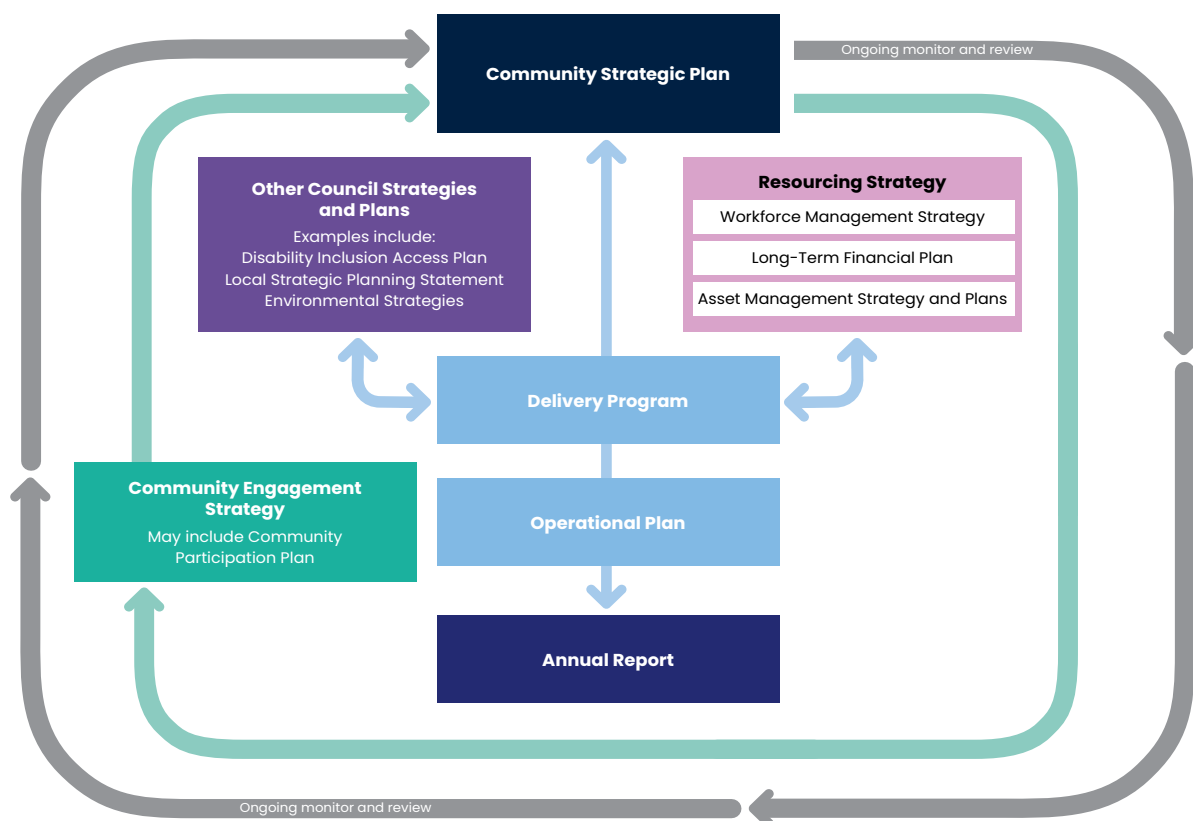 Community Strategic Plan
Ongoing monitor and review
Other Council Strategies
and Plans
Examples include:
Disability Inclusion Access Plan
Local Strategic Planning Statement
Environmental Strategies
Resourcing Strategy
Workforce Management Strategy
Long-Term Financial Plan
Asset Management Strategy and Plans
Delivery Program
Community Engagement
Strategy
May include Community
Participation Plan
Operational Plan
Annual Report
Ongoing monitor and review